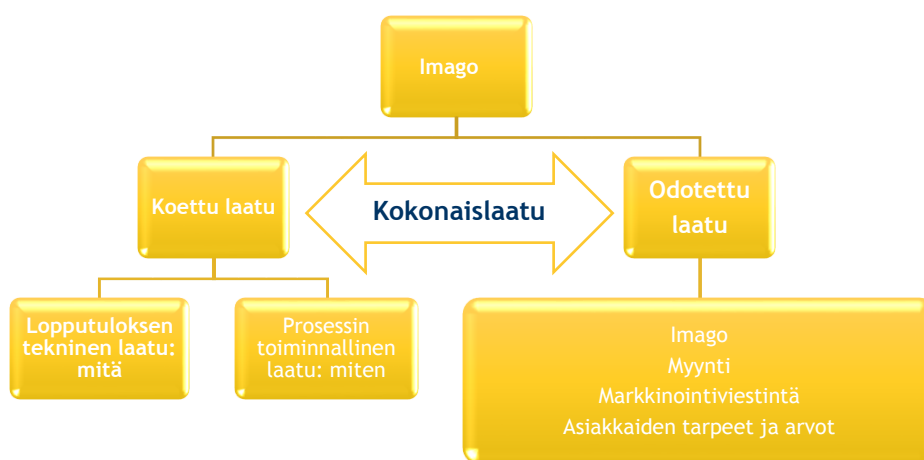 Imago
Koettu laatu
Kokonaislaatu
Odotettu
laatu
Lopputuloksen
tekninen laatu:
mitä
Prosessin
toiminnallinen
laatu: miten
Imago
Myynti
Markkinointiviestintä
Asiakkaiden tarpeet ja arvot